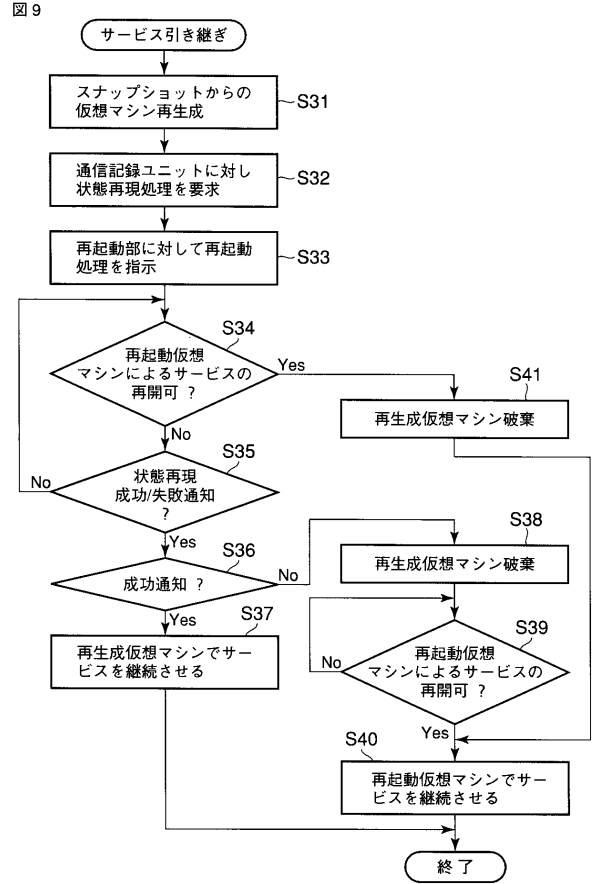 図9
サービス引き継ぎ
スナップショットからの
仮想マシン再生成
S31
通信記録ユニットに対し
状態再現処理を要求
S32
再起動部に対して再起動
処理を指示
S33
S34
再起動仮想
マシンによるサービスの
再開可 ?
Yes
No
S41
再生成仮想マシン破棄
S35
状態再現
成功/失敗通知
?
No
Yes
S36
成功通知 ?
No
Yes
S38
再生成仮想マシン破棄
S37
再生成仮想マシンでサー
ビスを継続させる
S39
再起動仮想
マシンによるサービスの
再開可 ?
No
Yes
S40
再起動仮想マシンでサー
ビスを継続させる
終了